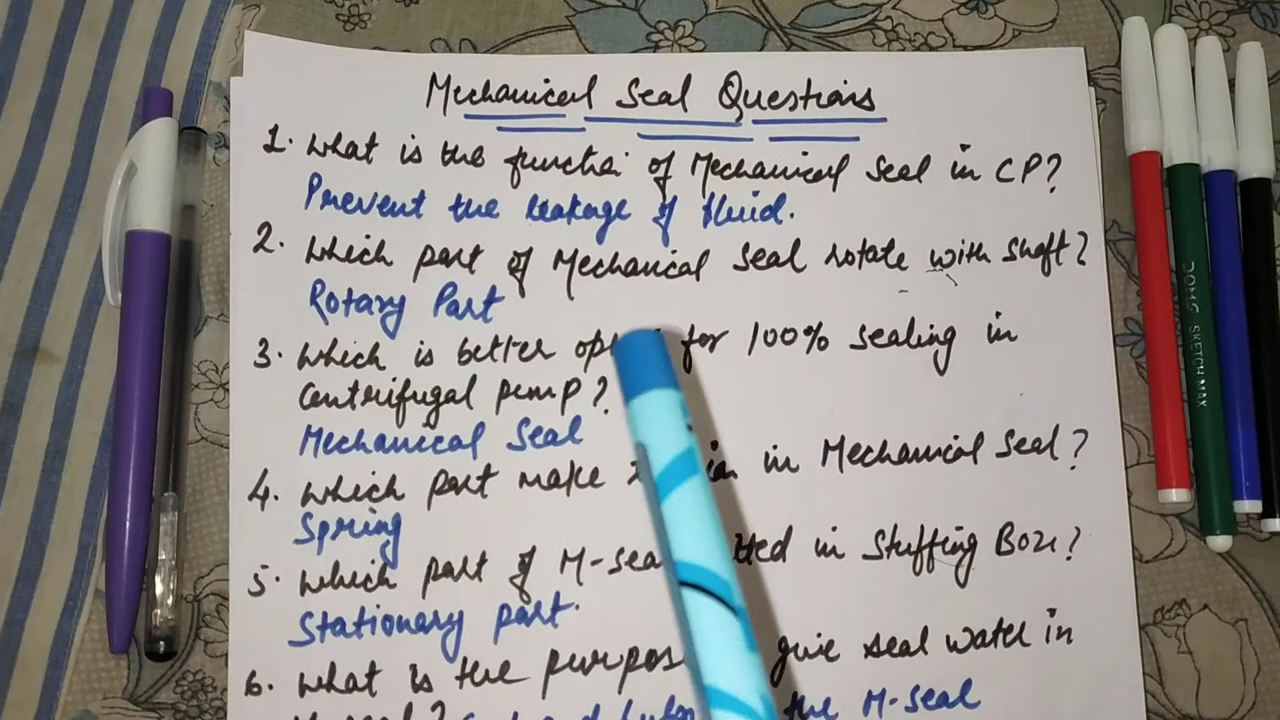 Mechanical Seal Questions
1. What is the functi of Mechanical Seal in CP?
Prevent the leakage of fluid.
2. Which part of Mechanical Seal rotate with shaft?
Rotary Part
3. Which is better for 100% Sealing in
Centrifugal pump?
Mechanical Seal
4. Which part make in Mechanical Seal?
Spring
5. Which part of M-Sea in Stuffing Box?
Stationary part.
6. What is the purpos give seal water in
the M-Seal
DOMS SKETCH MAX